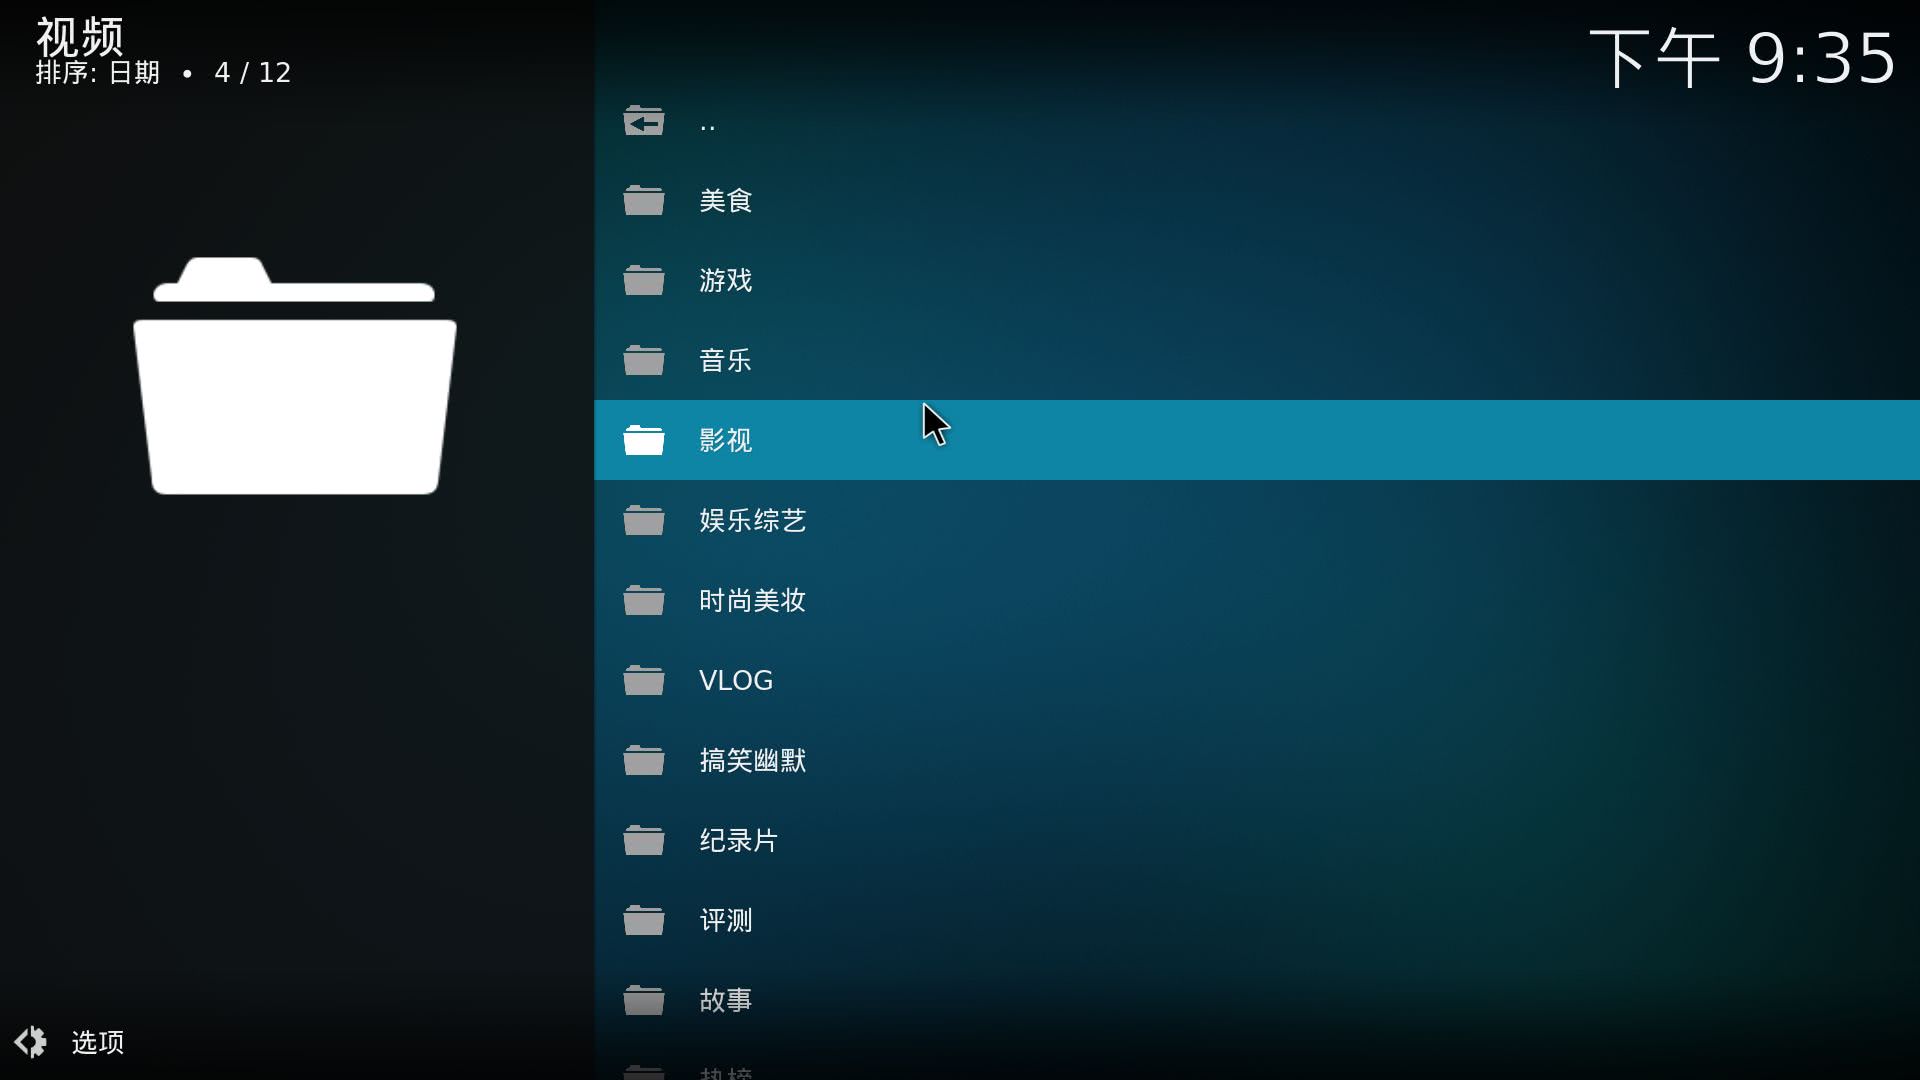 视频
排序: 日期 • 4 / 12
下午 9:35
..
美食
游戏
音乐
影视
娱乐综艺
时尚美妆
VLOG
搞笑幽默
纪录片
评测
故事
热榜
选项